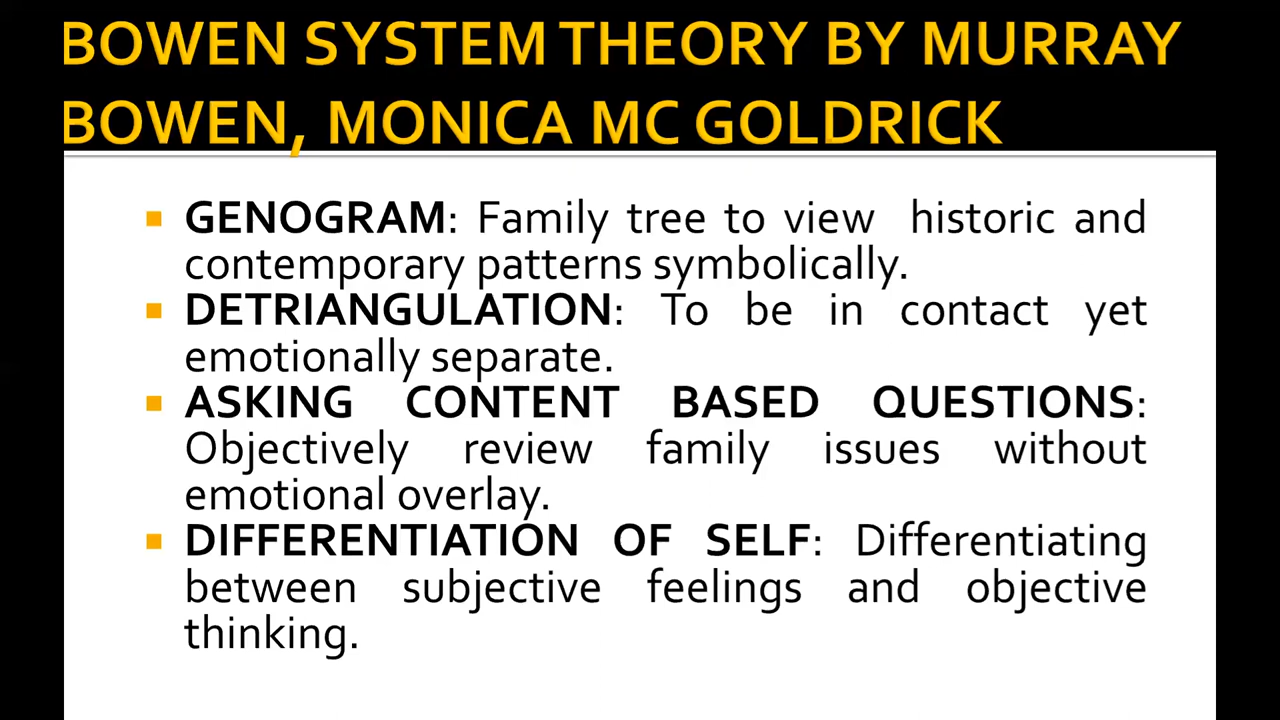 BOWEN SYSTEM THEORY BY MURRAY
BOWEN, MONICA MC GOLDRICK
GENOGRAM: Family tree to view historic and
contemporary patterns symbolically.
DETRIANGULATION: To be in contact yet
emotionally separate.
ASKING CONTENT BASED QUESTIONS:
Objectively review family issues without
emotional overlay.
DIFFERENTIATION OF SELF: Differentiating
between subjective feelings and objective
thinking.